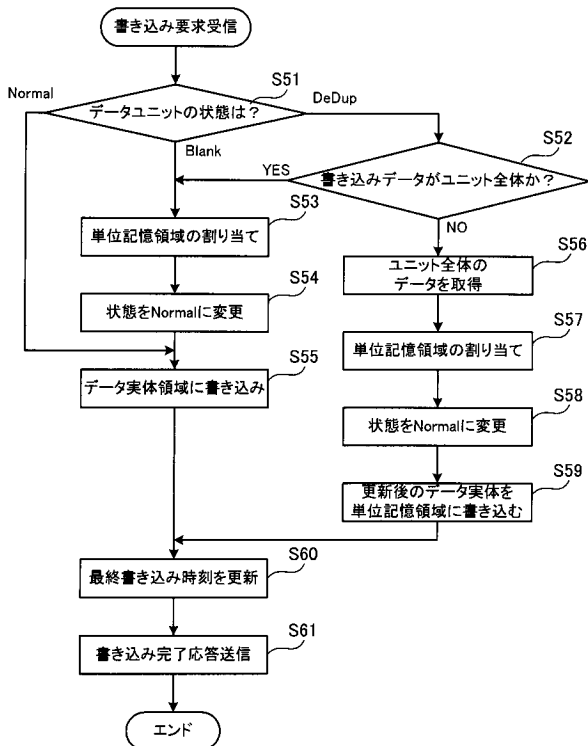 書き込み要求受信
S51
Normal
データユニットの状態は？
DeDup
Blank
S52
YES
書き込みデータがユニット全体か？
NO
S53
単位記憶領域の割り当て
S56
ユニット全体の
データを取得
S54
状態をNormalに変更
S57
単位記憶領域の割り当て
S55
データ実体領域に書き込み
S58
状態をNormalに変更
S59
更新後のデータ実体を
単位記憶領域に書き込む
S60
最終書き込み時刻を更新
S61
書き込み完了応答送信
エンド